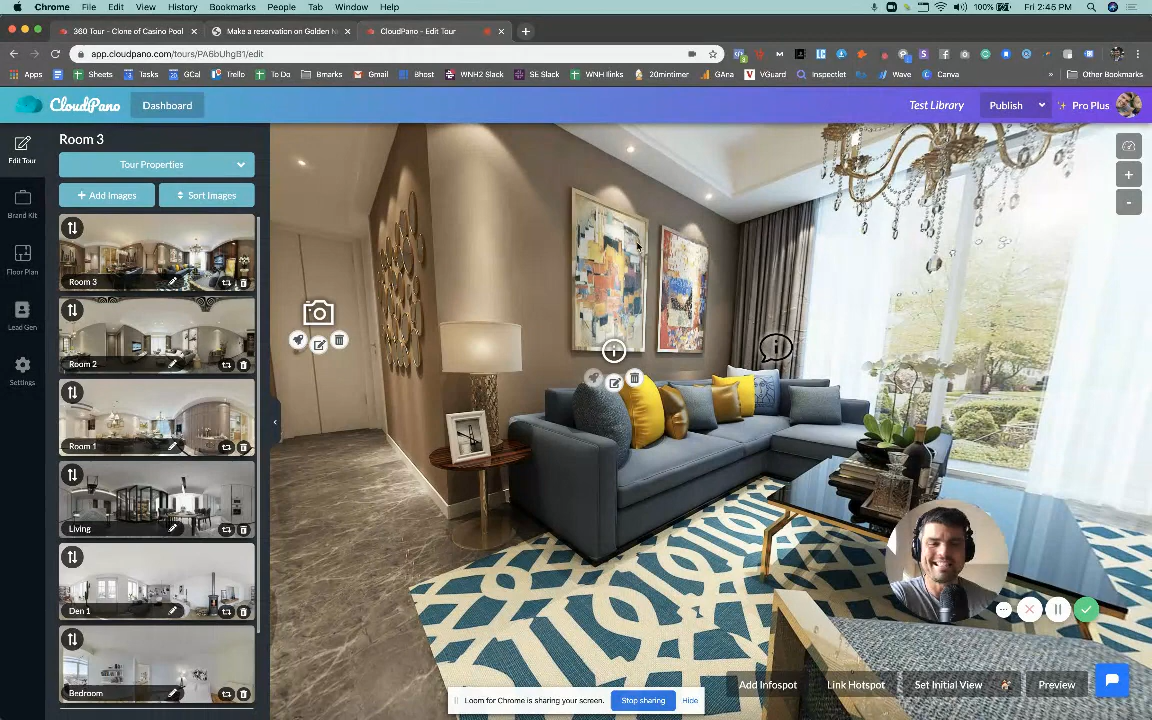 Chrome File Edit View History Bookmarks People Tab Window Help
100% Fri 2:45 PM
360 Tour - Clone of Casino Pool
Make a reservation on Golden N
CloudPano - Edit Tour
app.cloudpano.com/tours/PA6bUhgB1/edit
Apps Sheets Tasks GCal Trello To Do Bmarks Gmail Bhost WNH2 Slack SE Slack WNH llinks 20mintimer GAna VGuard Inspectlet Wave Canva » Other Bookmarks
CloudPano Dashboard Test Library Publish Pro Plus
Edit Tour
Brand Kit
Floor Plan
Lead Gen
Settings
Room 3
Tour Properties
+ Add Images
Sort Images
Room 3
Room 2
Room 1
Living
Den 1
Bedroom
+
-
Add Infospot Link Hotspot Set Initial View Preview
Loom for Chrome is sharing your screen. Stop sharing Hide